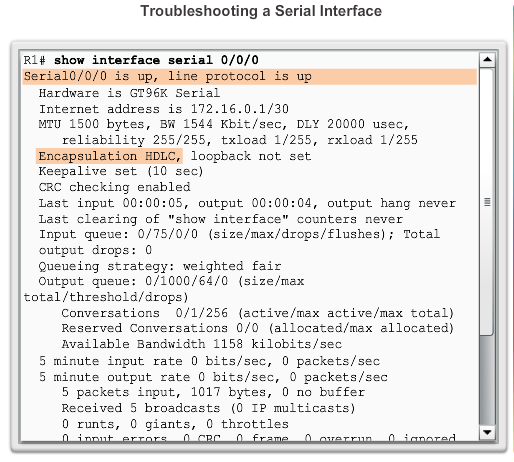 Troubleshooting a Serial Interface
R1# show interface serial 0/0/0
Serial0/0/0 is up, line protocol is up
Hardware is GT96K Serial
Internet address is 172.16.0.1/30
MTU 1500 bytes, BW 1544 Kbit/sec, DLY 20000 usec,
reliability 255/255, txload 1/255, rxload 1/255
Encapsulation HDLC, loopback not set
Keepalive set (10 sec)
CRC checking enabled
Last input 00:00:05, output 00:00:04, output hang never
Last clearing of "show interface" counters never
Input queue: 0/75/0/0 (size/max/drops/flushes); Total
output drops: 0
Queueing strategy: weighted fair
Output queue: 0/1000/64/0 (size/max
total/threshold/drops)
Conversations 0/1/256 (active/max active/max total)
Reserved Conversations 0/0 (allocated/max allocated)
Available Bandwidth 1158 kilobits/sec
5 minute input rate 0 bits/sec, 0 packets/sec
5 minute output rate 0 bits/sec, 0 packets/sec
5 packets input, 1017 bytes, 0 no buffer
Received 5 broadcasts (0 IP multicasts)
0 runts, 0 giants, 0 throttles
0 input errors, 0 CRC, 0 frame, 0 overrun, 0 ignored